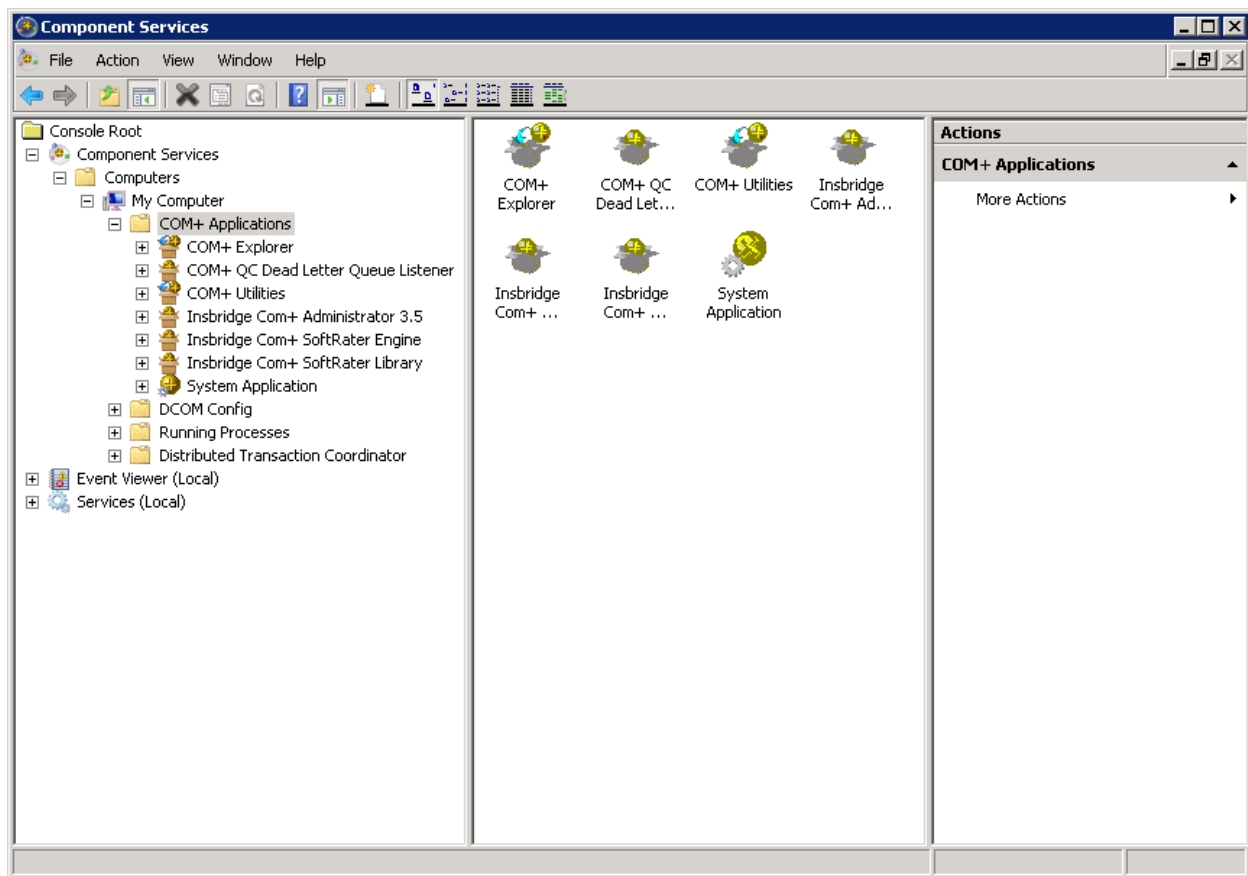 Component Services
File Action View Window Help
Console Root
Component Services
Computers
My Computer
COM+ Applications
COM+ Explorer
COM+ QC Dead Letter Queue Listener
COM+ Utilities
Insbridge Com+ Administrator 3.5
Insbridge Com+ SoftRater Engine
Insbridge Com+ SoftRater Library
System Application
DCOM Config
Running Processes
Distributed Transaction Coordinator
Event Viewer (Local)
Services (Local)
COM+
Explorer
COM+ QC
Dead Let...
COM+ Utilities
Insbridge
Com+ Ad...
Insbridge
Com+ ...
Insbridge
Com+ ...
System
Application
Actions
COM+ Applications
More Actions